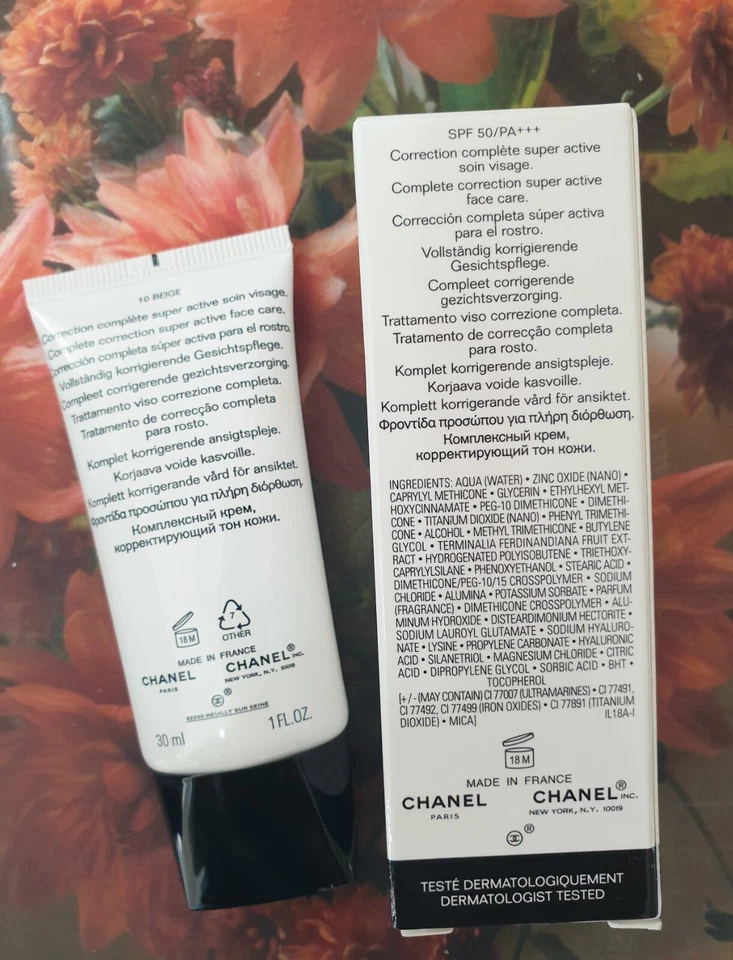 10 BEIGE
Correction complète super active soin visage.
Complete correction super active face care.
Corrección completa súper activa para el rostro.
Vollständig korrigierende Gesichtspflege.
Compleet corrigerende gezichtsverzorging.
Trattamento viso correzione completa.
Tratamento de correcção completa
para rosto.
Komplet korrigerende ansigtspleje.
Korjaava voide kasvoille.
Komplett korrigerande vård för ansiktet.
Φροντίδα προσώπου για πλήρη διόρθωση.
Комплексный крем,
корректирующий тон кожи.
18 M
7
OTHER
MADE IN FRANCE
CHANEL CHANEL® INC.
PARIS NEW YORK, N.Y. 10019
®
92200 NEUILLY SUR SEINE
30 ml 1 FL.OZ.
SPF 50/PA+++
Correction complète super active
soin visage.
Complete correction super active
face care.
Corrección completa súper activa
para el rostro.
Vollständig korrigierende
Gesichtspflege.
Compleet corrigerende
gezichtsverzorging.
Trattamento viso correzione completa.
Tratamento de correcção completa
para rosto.
Komplet korrigerende ansigtspleje.
Korjaava voide kasvoille.
Komplett korrigerande vård för ansiktet.
Φροντίδα προσώπου για πλήρη διόρθωση.
Комплексный крем,
корректирующий тон кожи.
INGREDIENTS: AQUA (WATER) • ZINC OXIDE (NANO) •
CAPRYLYL METHICONE • GLYCERIN • ETHYLHEXYL MET-
HOXYCINNAMATE • PEG-10 DIMETHICONE • DIMETHI-
CONE • TITANIUM DIOXIDE (NANO) • PHENYL TRIMETHI-
CONE • ALCOHOL • METHYL TRIMETHICONE • BUTYLENE
GLYCOL • TERMINALIA FERDINANDIANA FRUIT EXT-
RACT • HYDROGENATED POLYISOBUTENE • TRIETHOXY-
CAPRYLYLSILANE • PHENOXYETHANOL • STEARIC ACID •
DIMETHICONE/PEG-10/15 CROSSPOLYMER • SODIUM
CHLORIDE • ALUMINA • POTASSIUM SORBATE • PARFUM
(FRAGRANCE) • DIMETHICONE CROSSPOLYMER • ALU-
MINUM HYDROXIDE • DISTEARDIMONIUM HECTORITE •
SODIUM LAUROYL GLUTAMATE • SODIUM HYALURO-
NATE • LYSINE • PROPYLENE CARBONATE • HYALURONIC
ACID • SILANETRIOL • MAGNESIUM CHLORIDE • CITRIC
ACID • DIPROPYLENE GLYCOL • SORBIC ACID • BHT •
TOCOPHEROL
[+/-(MAY CONTAIN) CI 77007 (ULTRAMARINES) • CI 77491,
CI 77492, CI 77499 (IRON OXIDES) • CI 77891 (TITANIUM
DIOXIDE) • MICA] IL18A-I
18 M
MADE IN FRANCE
CHANEL CHANEL® INC.
PARIS NEW YORK, N.Y. 10019
®
TESTÉ DERMATOLOGIQUEMENT
DERMATOLOGIST TESTED